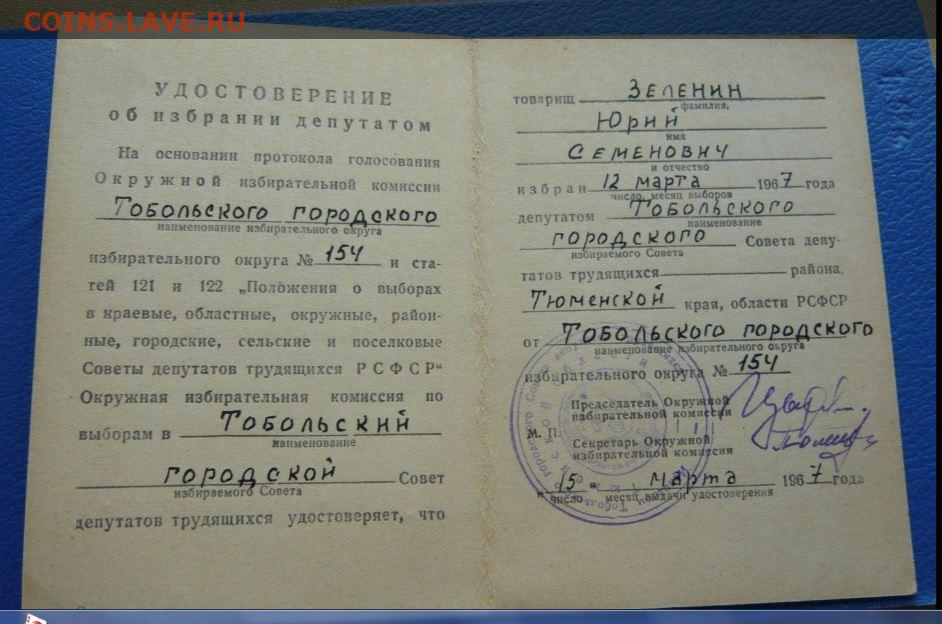 COINS.LAVE.RU
УДОСТОВЕРЕНИЕ
об избрании депутатом
На основании протокола голосования
Окружной избирательной комиссии
Тобольского городского
наименование избирательного округа
избирательного округа № 154 и ста-
тей 121 и 122 „Положения о выборах
в краевые, областные, окружные, район-
ные, городские, сельские и поселковые
Советы депутатов трудящихся РСФСР“
Окружная избирательная комиссия по
выборам в Тобольский
наименование
городской Совет
избираемого Совета
депутатов трудящихся удостоверяет, что
товарищ Зеленин
фамилия,
Юрий
имя
Семенович
и отчество
избран 12 марта 1967 года
число, месяц выборов
депутатом Тобольского
наименование
городского Совета депу-
избираемого Совета
татов трудящихся района,
Тюменской края, области РСФСР
от Тобольского городского
наименование избирательного округа
избирательного округа № 154
Председатель Окружной
избирательной комиссии
М. П.
Секретарь Окружной
избирательной комиссии
„15“ Марта 1967 года
число месяц выдачи удостоверения